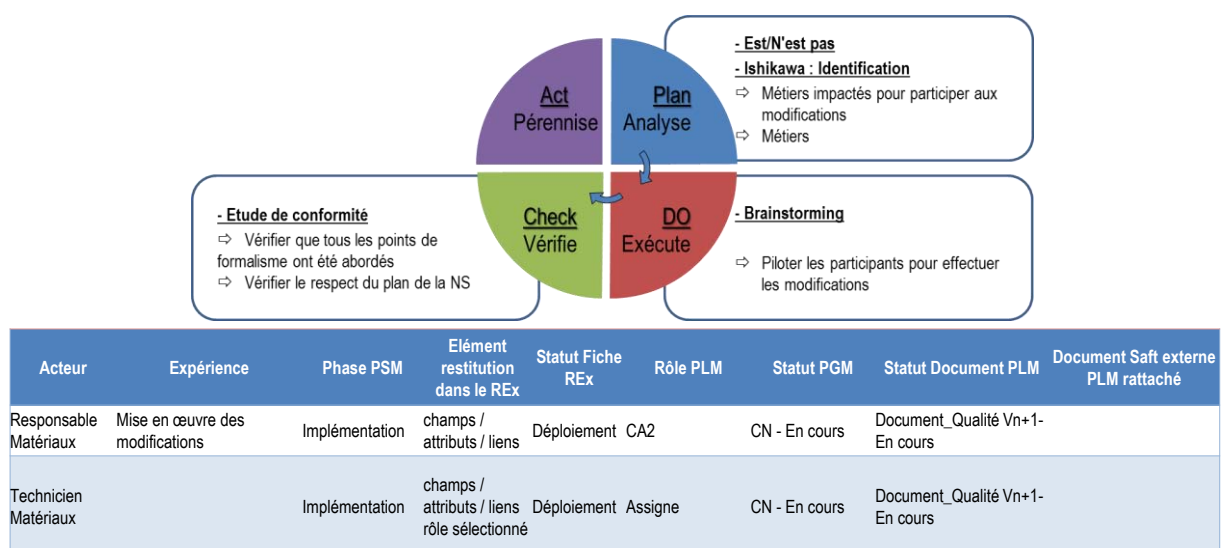 - Est/N'est pas
- Ishikawa : Identification
⇨ Métiers impactés pour participer aux
modifications
⇨ Métiers
Act
Pérennise
Plan
Analyse
- Etude de conformité
⇨ Vérifier que tous les points de
formalisme ont été abordés
⇨ Vérifier le respect du plan de la NS
Check
Vérifie
DO
Exécute
- Brainstorming
⇨ Piloter les participants pour effectuer
les modifications
Acteur
Expérience
Phase PSM
Elément
restitution
dans le REx
Statut Fiche
REx
Rôle PLM
Statut PGM
Statut Document PLM
Document Saft externe
PLM rattaché
Responsable
Matériaux
Mise en œuvre des
modifications
Implémentation
champs /
attributs / liens
Déploiement
CA2
CN - En cours
Document_Qualité Vn+1-
En cours
Technicien
Matériaux
Implémentation
champs /
attributs / liens
rôle sélectionné
Déploiement
Assigne
CN - En cours
Document_Qualité Vn+1-
En cours